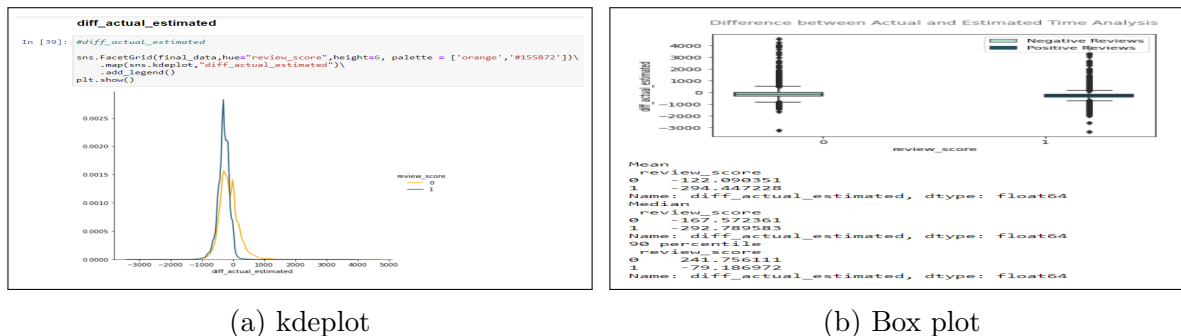 diff_actual_estimated
In [39]: #diff_actual_estimated
sns.FacetGrid(final_data,hue="review_score",height=6, palette = ['orange','#155872'])\
.map(sns.kdeplot,"diff_actual_estimated")\
.add_legend()
plt.show()
0.0025
0.0020
0.0015
0.0010
0.0005
0.0000
review_score
0
1
−3000 −2000 −1000 0 1000 2000 3000 4000 5000
diff_actual_estimated
(a) kdeplot
Difference between Actual and Estimated Time Analysis
Negative Reviews
Positive Reviews
4000
3000
2000
1000
0
−1000
−2000
−3000
diff_actual_estimated
0 1
review_score
Mean
review_score
0 -122.090351
1 -294.447228
Name: diff_actual_estimated, dtype: float64
Median
review_score
0 -167.572361
1 -292.789583
Name: diff_actual_estimated, dtype: float64
90 percentile
review_score
0 241.756111
1 -79.186972
Name: diff_actual_estimated, dtype: float64
(b) Box plot